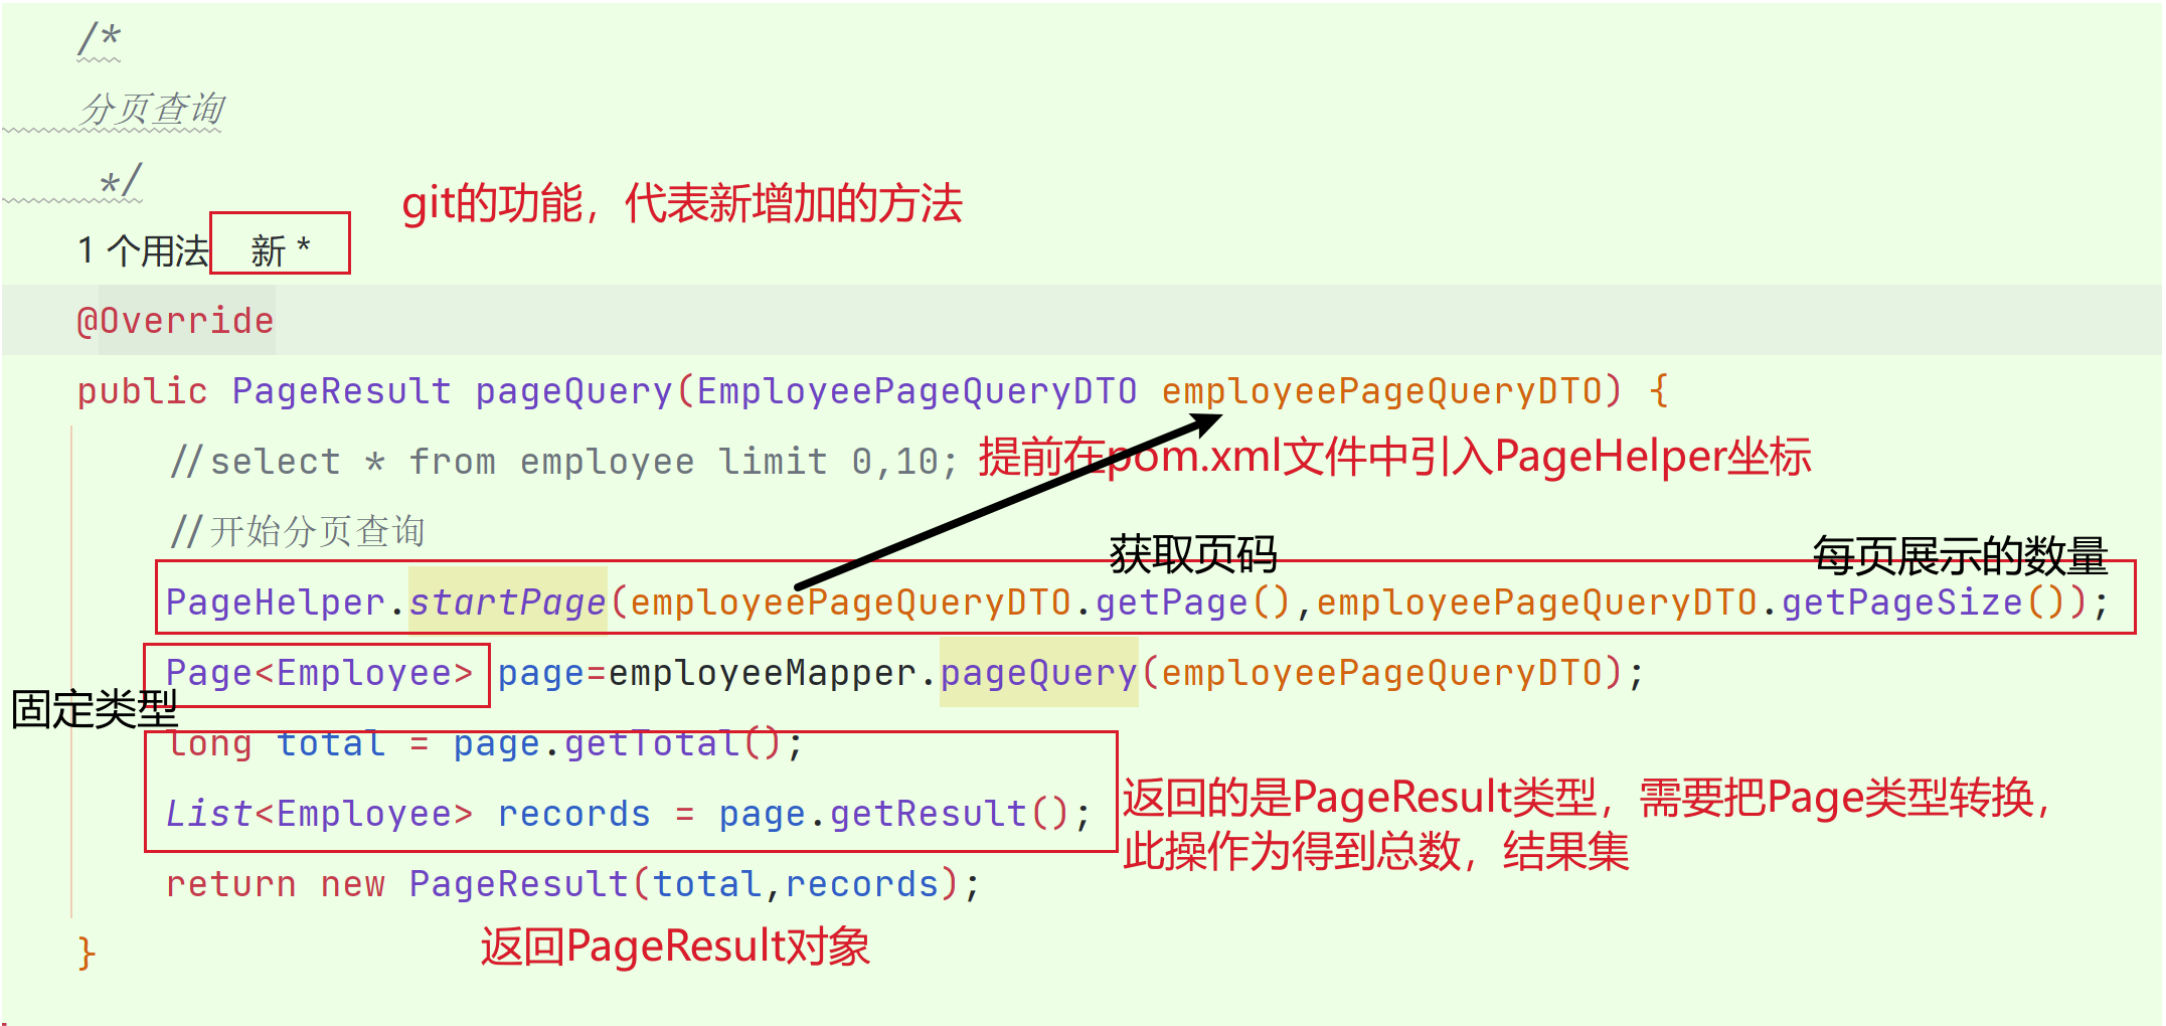 /*
分页查询
*/
git的功能，代表新增加的方法
1 个用法 新 *
@Override
public PageResult pageQuery(EmployeePageQueryDTO employeePageQueryDTO) {
//select * from employee limit 0,10; 提前在pom.xml文件中引入PageHelper坐标
//开始分页查询
获取页码 每页展示的数量
PageHelper.startPage(employeePageQueryDTO.getPage(),employeePageQueryDTO.getPageSize());
Page<Employee> page=employeeMapper.pageQuery(employeePageQueryDTO);
固定类型
long total = page.getTotal();
List<Employee> records = page.getResult();
返回的是PageResult类型，需要把Page类型转换，
此操作为得到总数，结果集
return new PageResult(total,records);
返回PageResult对象
}